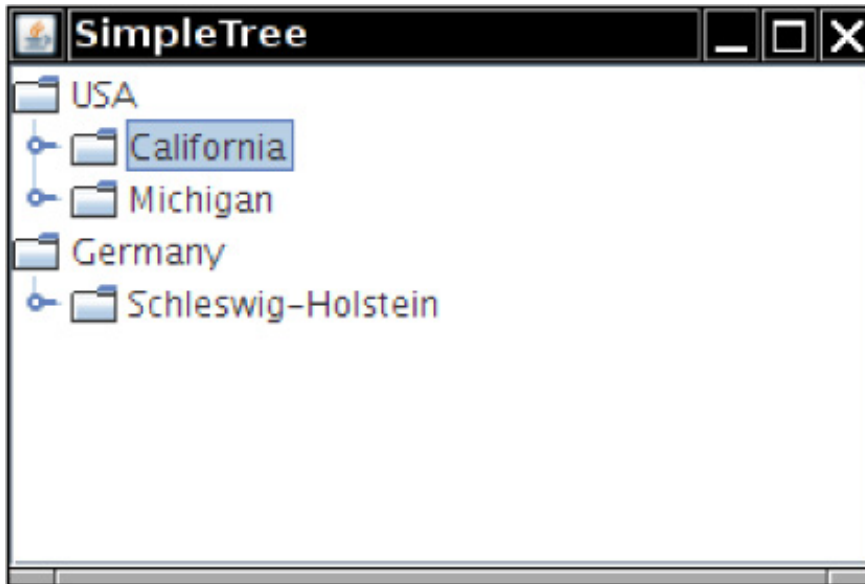 SimpleTree
USA
California
Michigan
Germany
Schleswig-Holstein